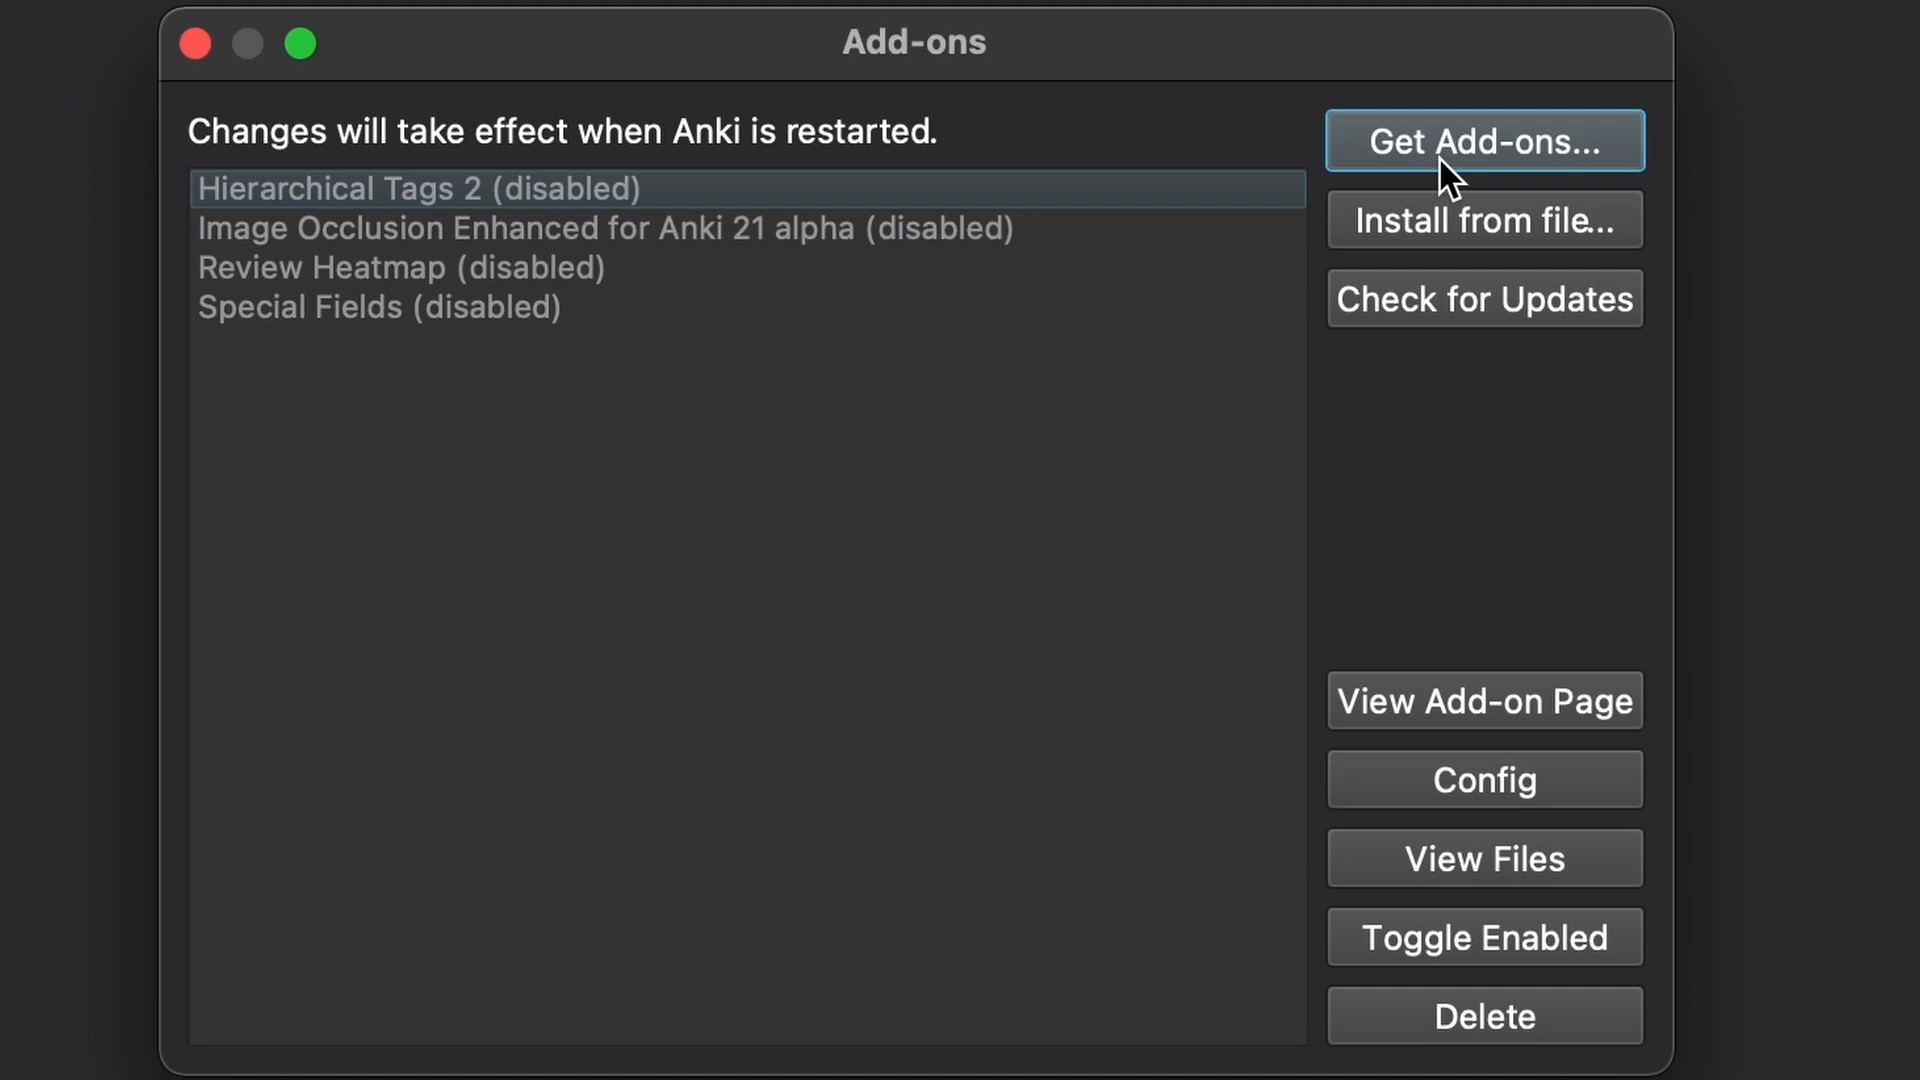 Add-ons
Changes will take effect when Anki is restarted.
Hierarchical Tags 2 (disabled)
Image Occlusion Enhanced for Anki 21 alpha (disabled)
Review Heatmap (disabled)
Special Fields (disabled)
Get Add-ons...
Install from file...
Check for Updates
View Add-on Page
Config
View Files
Toggle Enabled
Delete